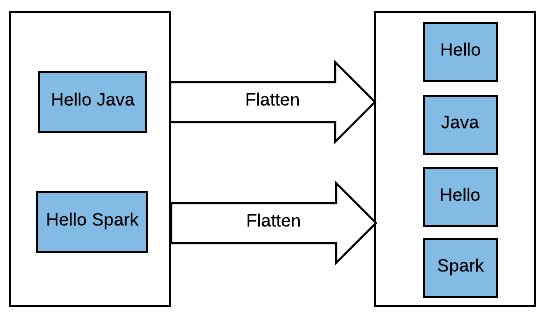 Hello Java
Hello Spark
Flatten
Flatten
Hello
Java
Hello
Spark